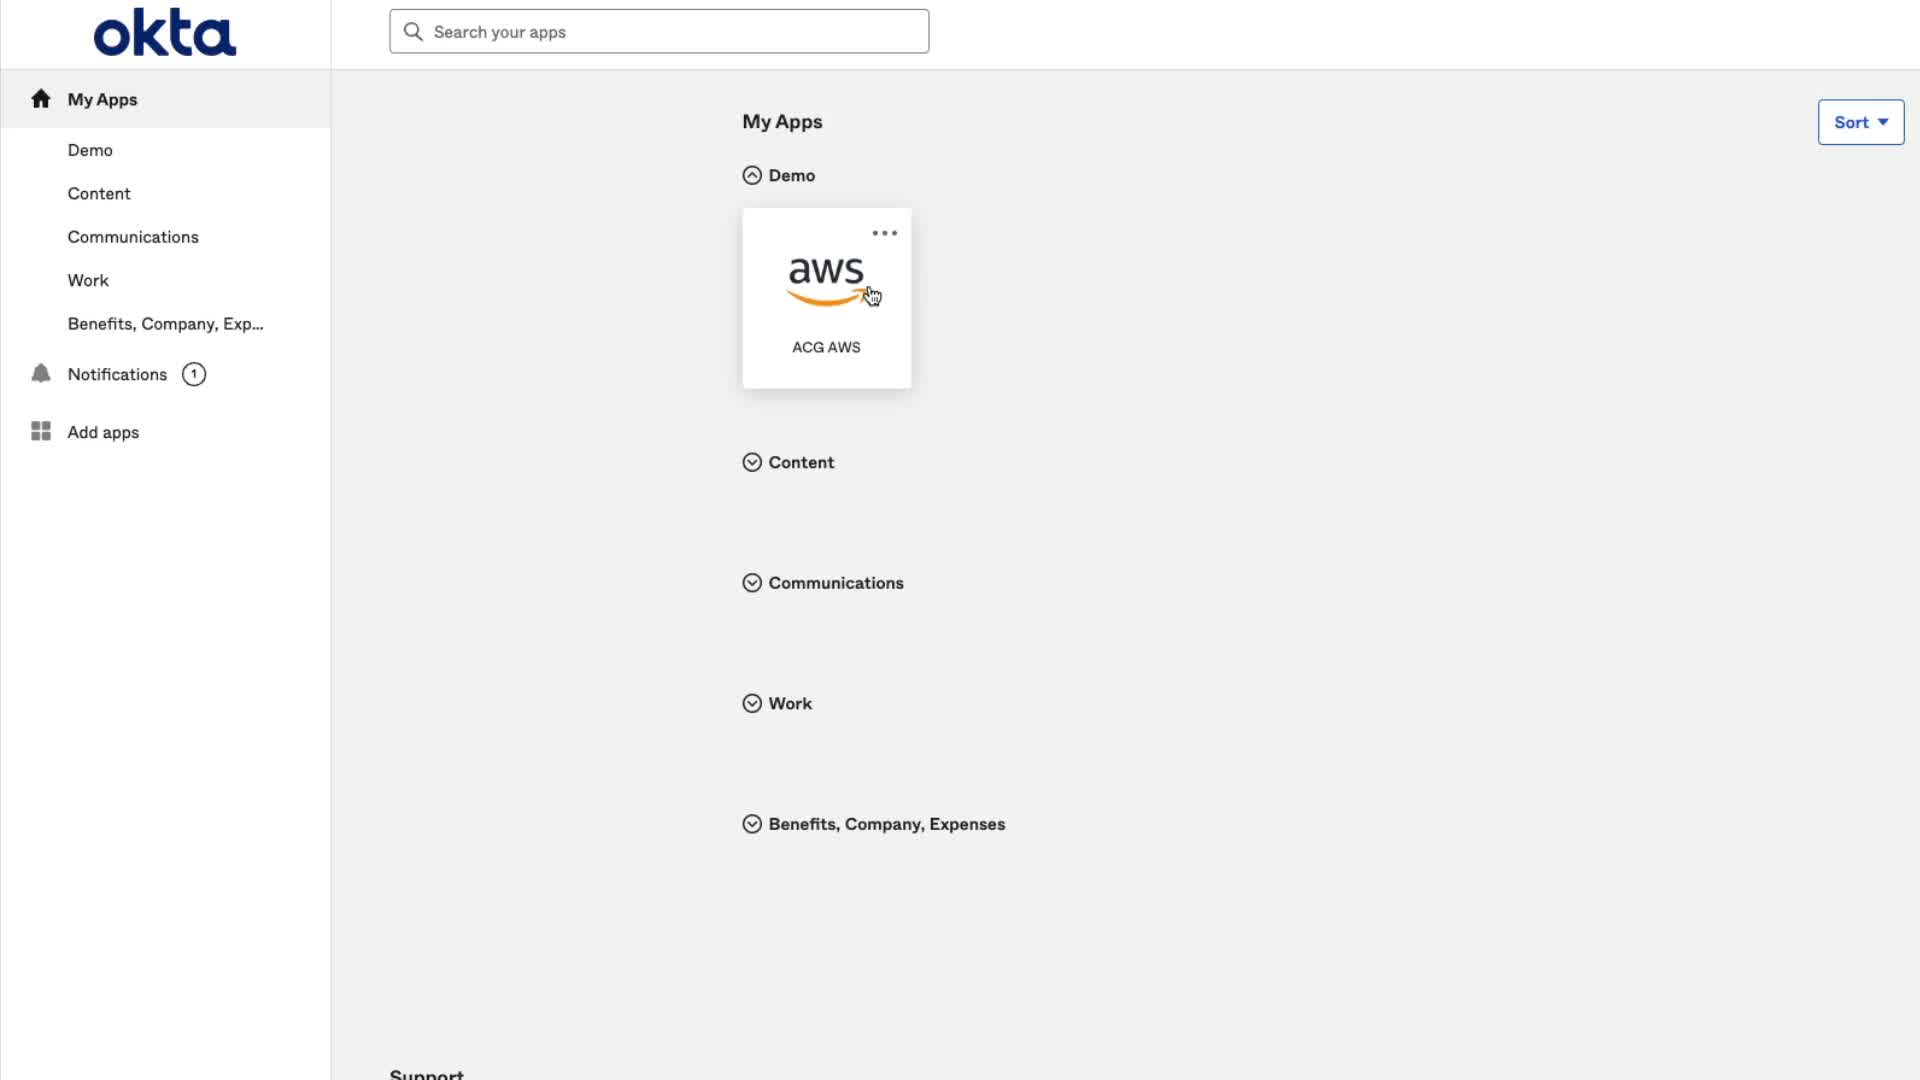 okta
Search your apps
My Apps
Demo
Content
Communications
Work
Benefits, Company, Exp...
Notifications 1
Add apps
My Apps
Sort
Demo
aws
ACG AWS
Content
Communications
Work
Benefits, Company, Expenses
Support